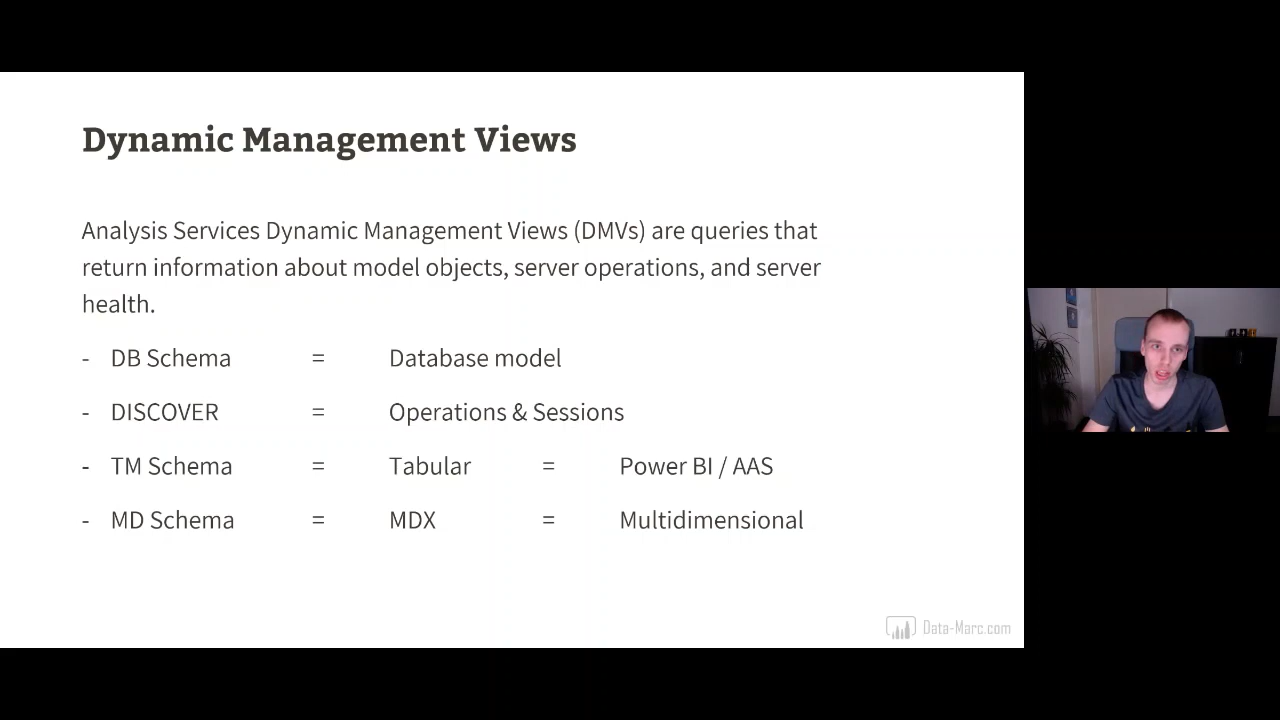 Dynamic Management Views
Analysis Services Dynamic Management Views (DMVs) are queries that
return information about model objects, server operations, and server
health.
- DB Schema = Database model
- DISCOVER = Operations & Sessions
- TM Schema = Tabular = Power BI / AAS
- MD Schema = MDX = Multidimensional
Data-Marc.com